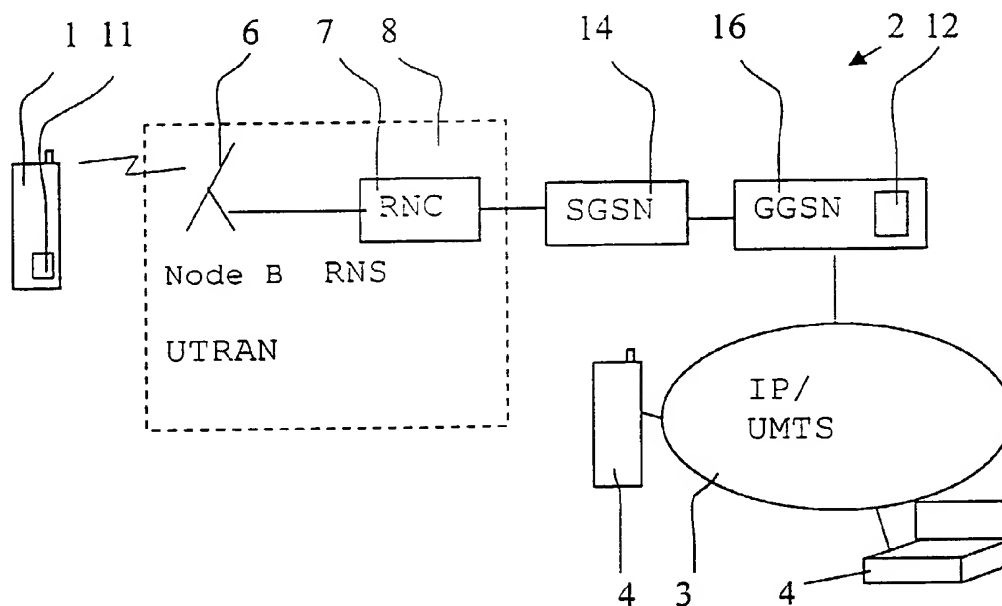 1 11 6 7 8 14 16 2 12
RNC SGSN GGSN
Node B RNS
UTRAN
IP/
UMTS
4 3 4